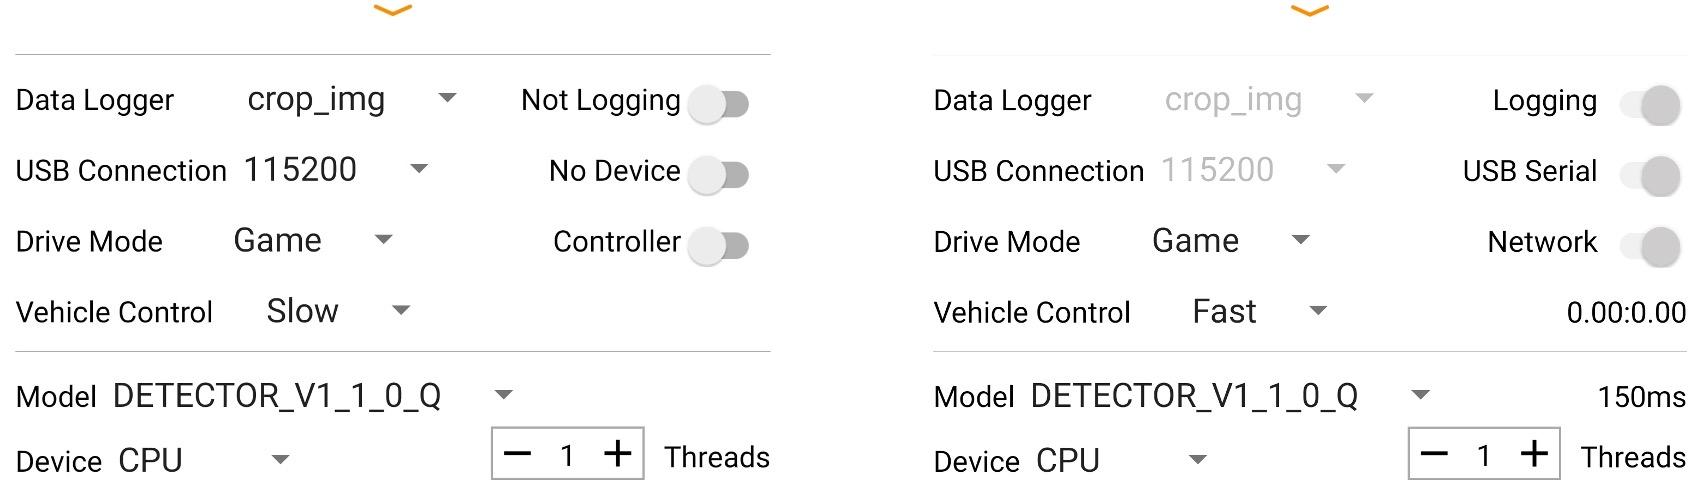 Data Logger crop_img Not Logging
USB Connection 115200 No Device
Drive Mode Game Controller
Vehicle Control Slow
Model DETECTOR_V1_1_0_Q
Device CPU 1 Threads
Data Logger crop_img Logging
USB Connection 115200 USB Serial
Drive Mode Game Network
Vehicle Control Fast 0.00:0.00
Model DETECTOR_V1_1_0_Q 150ms
Device CPU 1 Threads